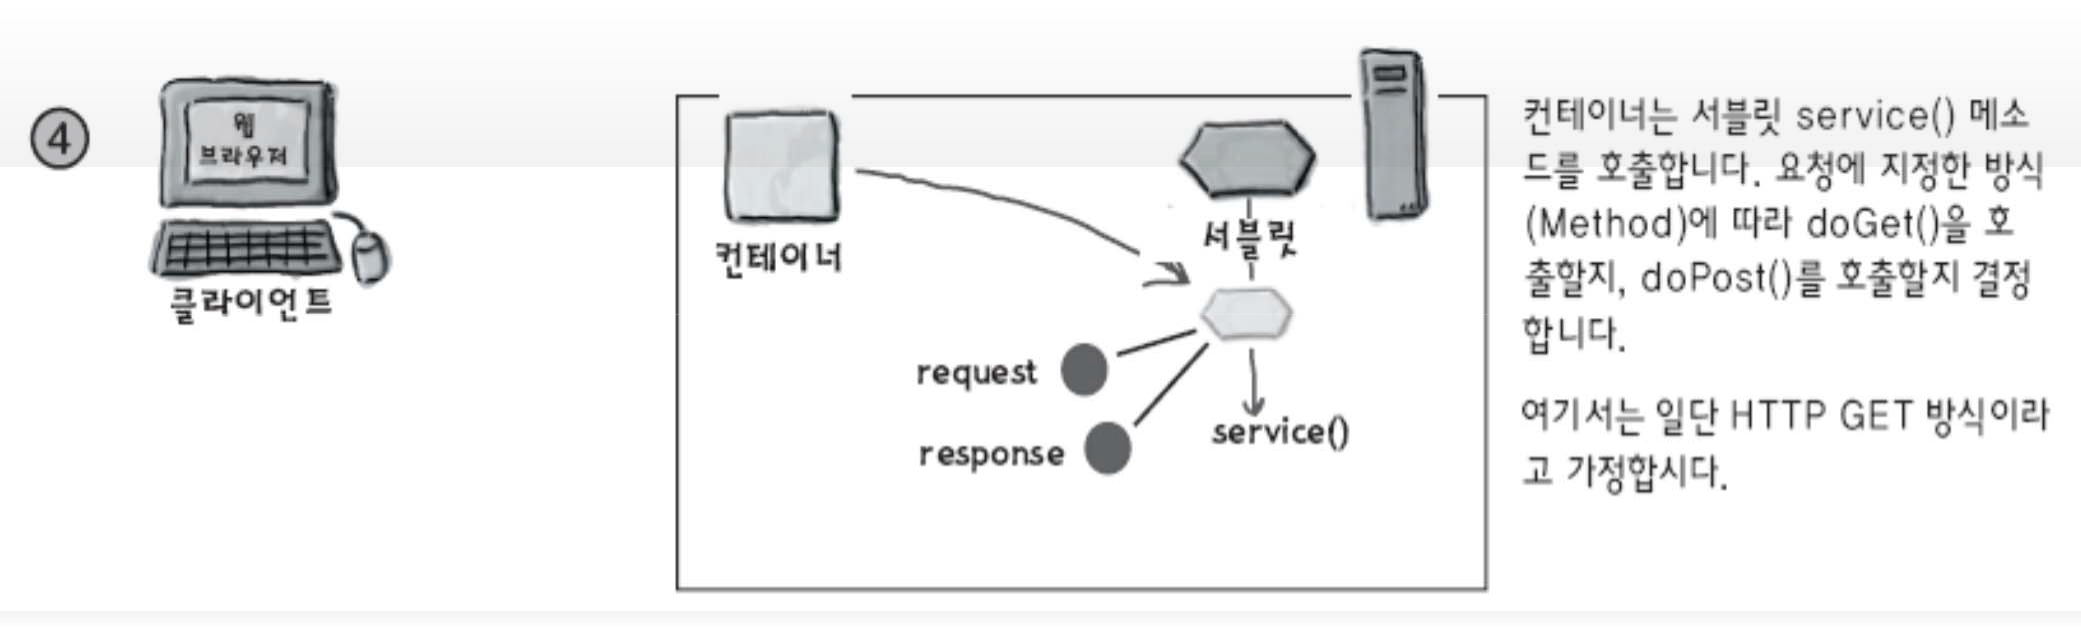 ④
웹
브라우저
클라이언트
컨테이너
서블릿
request
response
service()
컨테이너는 서블릿 service() 메소
드를 호출합니다. 요청에 지정한 방식
(Method)에 따라 doGet()을 호
출할지, doPost()를 호출할지 결정
합니다.
여기서는 일단 HTTP GET 방식이라
고 가정합시다.